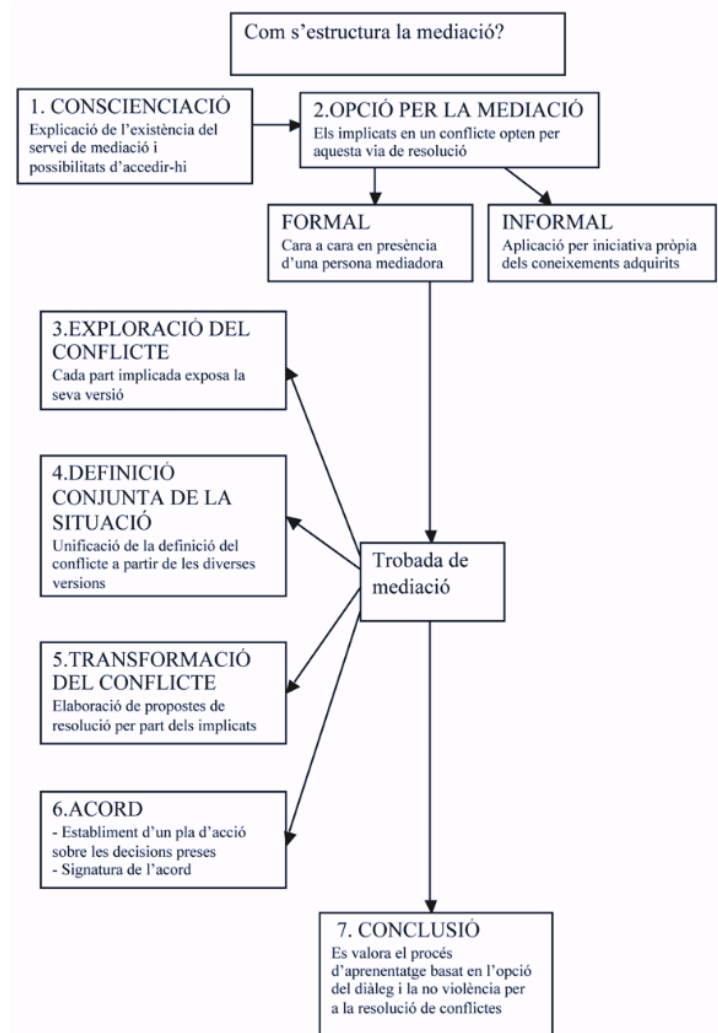 Com s’estructura la mediació?
1. CONSCIENCIACIÓ
Explicació de l’existència del
servei de mediació i
possibilitats d’accedir-hi
2.OPCIÓ PER LA MEDIACIÓ
Els implicats en un conflicte opten per
aquesta via de resolució
FORMAL
Cara a cara en presència
d’una persona mediadora
INFORMAL
Aplicació per iniciativa pròpia
dels coneixements adquirits
3.EXPLORACIÓ DEL
CONFLICTE
Cada part implicada exposa la
seva versió
4.DEFINICIÓ
CONJUNTA DE LA
SITUACIÓ
Unificació de la definició del
conflicte a partir de les diverses
versions
Trobada de
mediació
5.TRANSFORMACIÓ
DEL CONFLICTE
Elaboració de propostes de
resolució per part dels implicats
6.ACORD
- Establiment d’un pla d’acció
sobre les decisions preses
- Signatura de l’acord
7. CONCLUSIÓ
Es valora el procés
d’aprenentatge basat en l’opció
del diàleg i la no violència per
a la resolució de conflictes